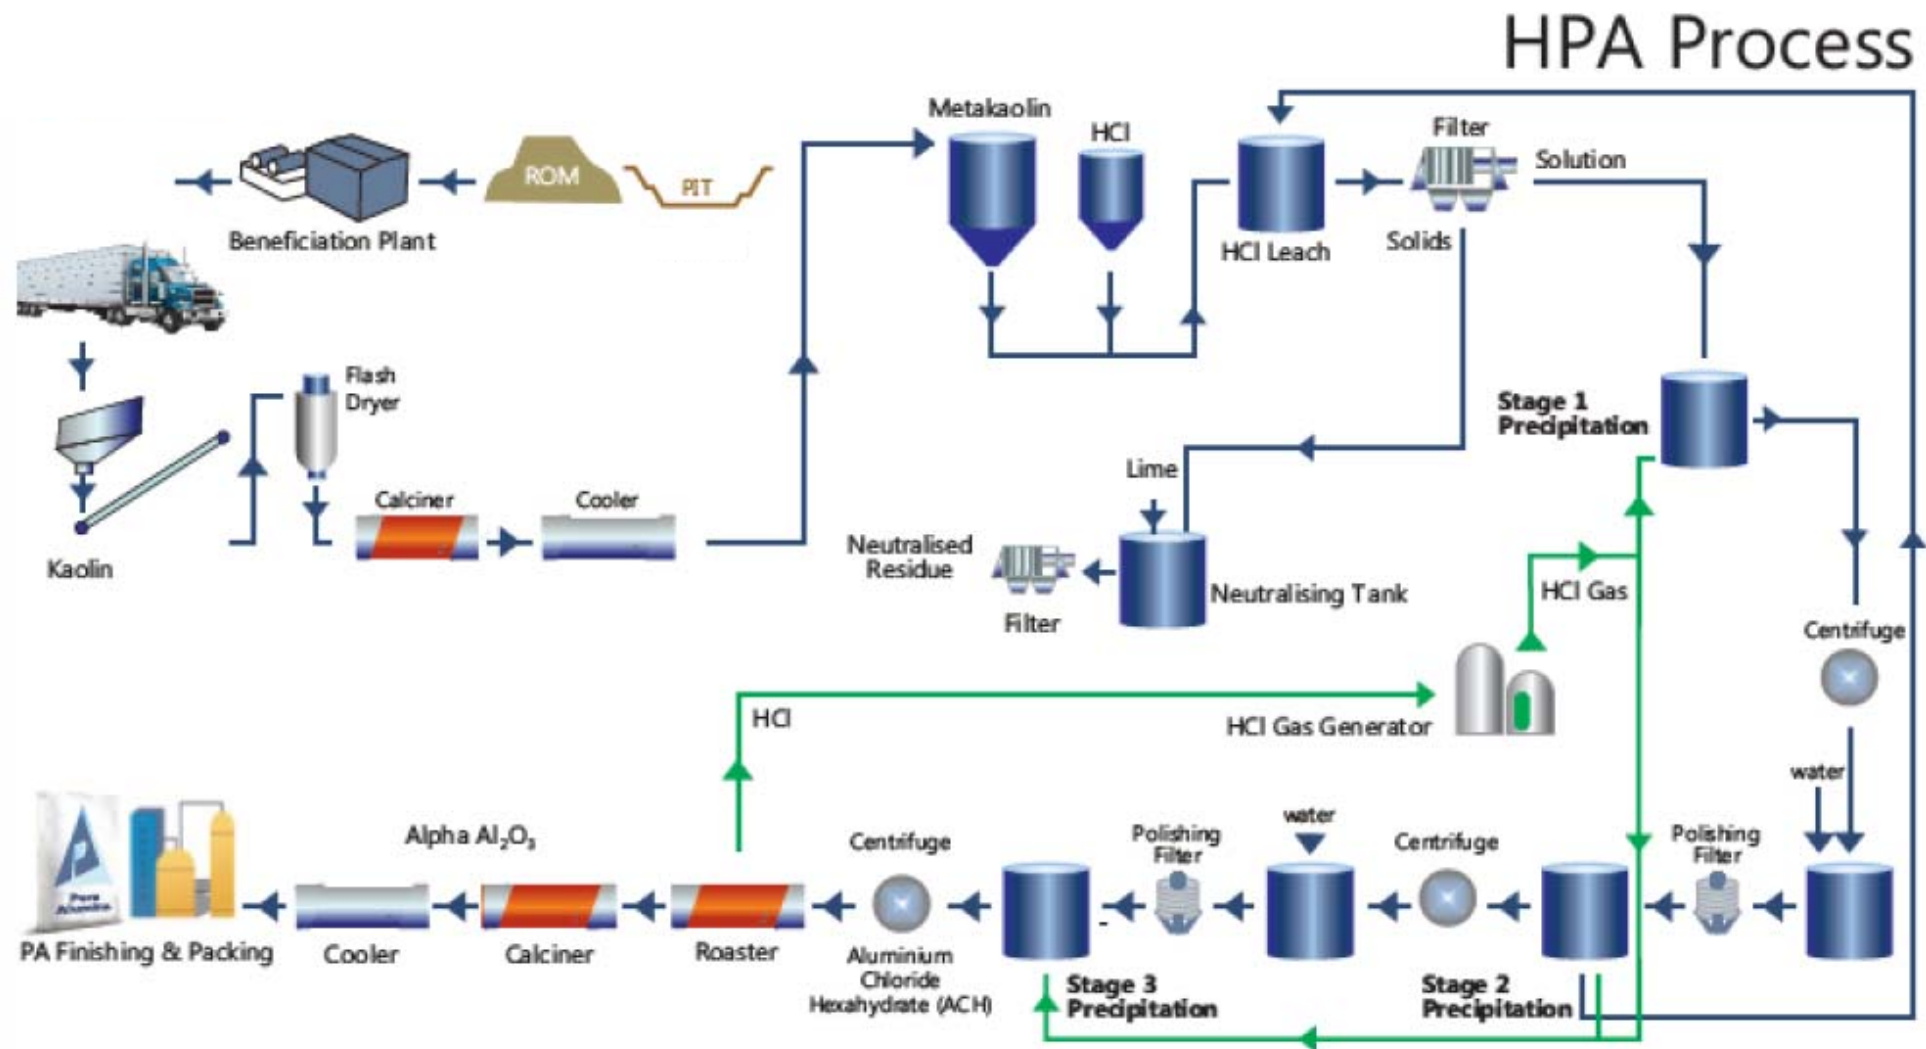 HPA Process
Metakaolin
HCl
Filter
Solution
ROM
PIT
Beneficiation Plant
HCl Leach
Solids
Flash
Dryer
Stage 1
Precipitation
Lime
Calciner
Cooler
Kaolin
Neutralised
Residue
Filter
Neutralising Tank
HCl Gas
Centrifuge
HCl
HCl Gas Generator
water
Alpha Al₂O₃
Centrifuge
Polishing
Filter
water
Centrifuge
Polishing
Filter
Pure
Alumina
PA Finishing & Packing
Cooler
Calciner
Roaster
Aluminium
Chloride
Hexahydrate (ACH)
Stage 3
Precipitation
Stage 2
Precipitation